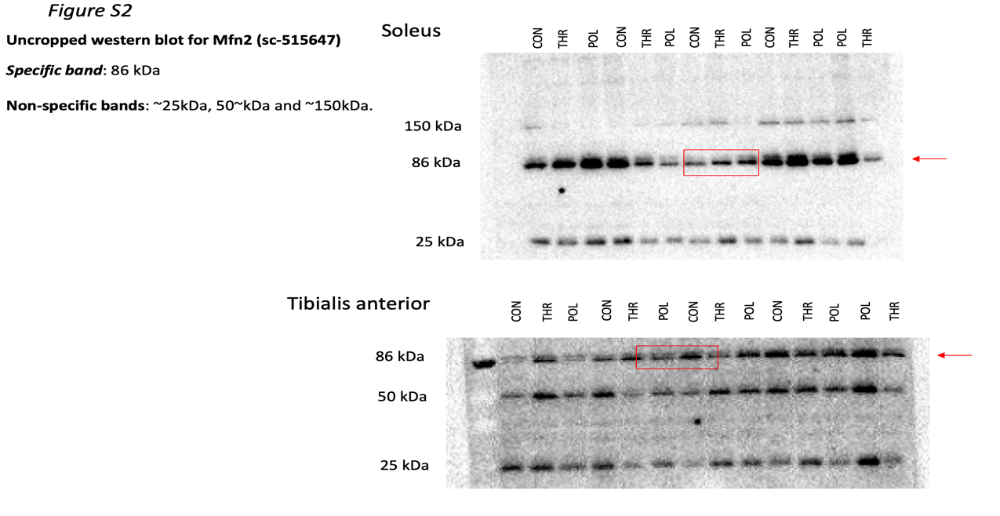 Figure S2
Uncropped western blot for Mfn2 (sc-515647)
Specific band: 86 kDa
Non-specific bands: ~25kDa, 50~kDa and ~150kDa.
Soleus
CON THR POL CON THR POL CON THR POL CON THR POL POL THR
150 kDa
86 kDa
25 kDa
Tibialis anterior
CON THR POL CON THR POL CON THR POL CON THR POL POL THR
86 kDa
50 kDa
25 kDa